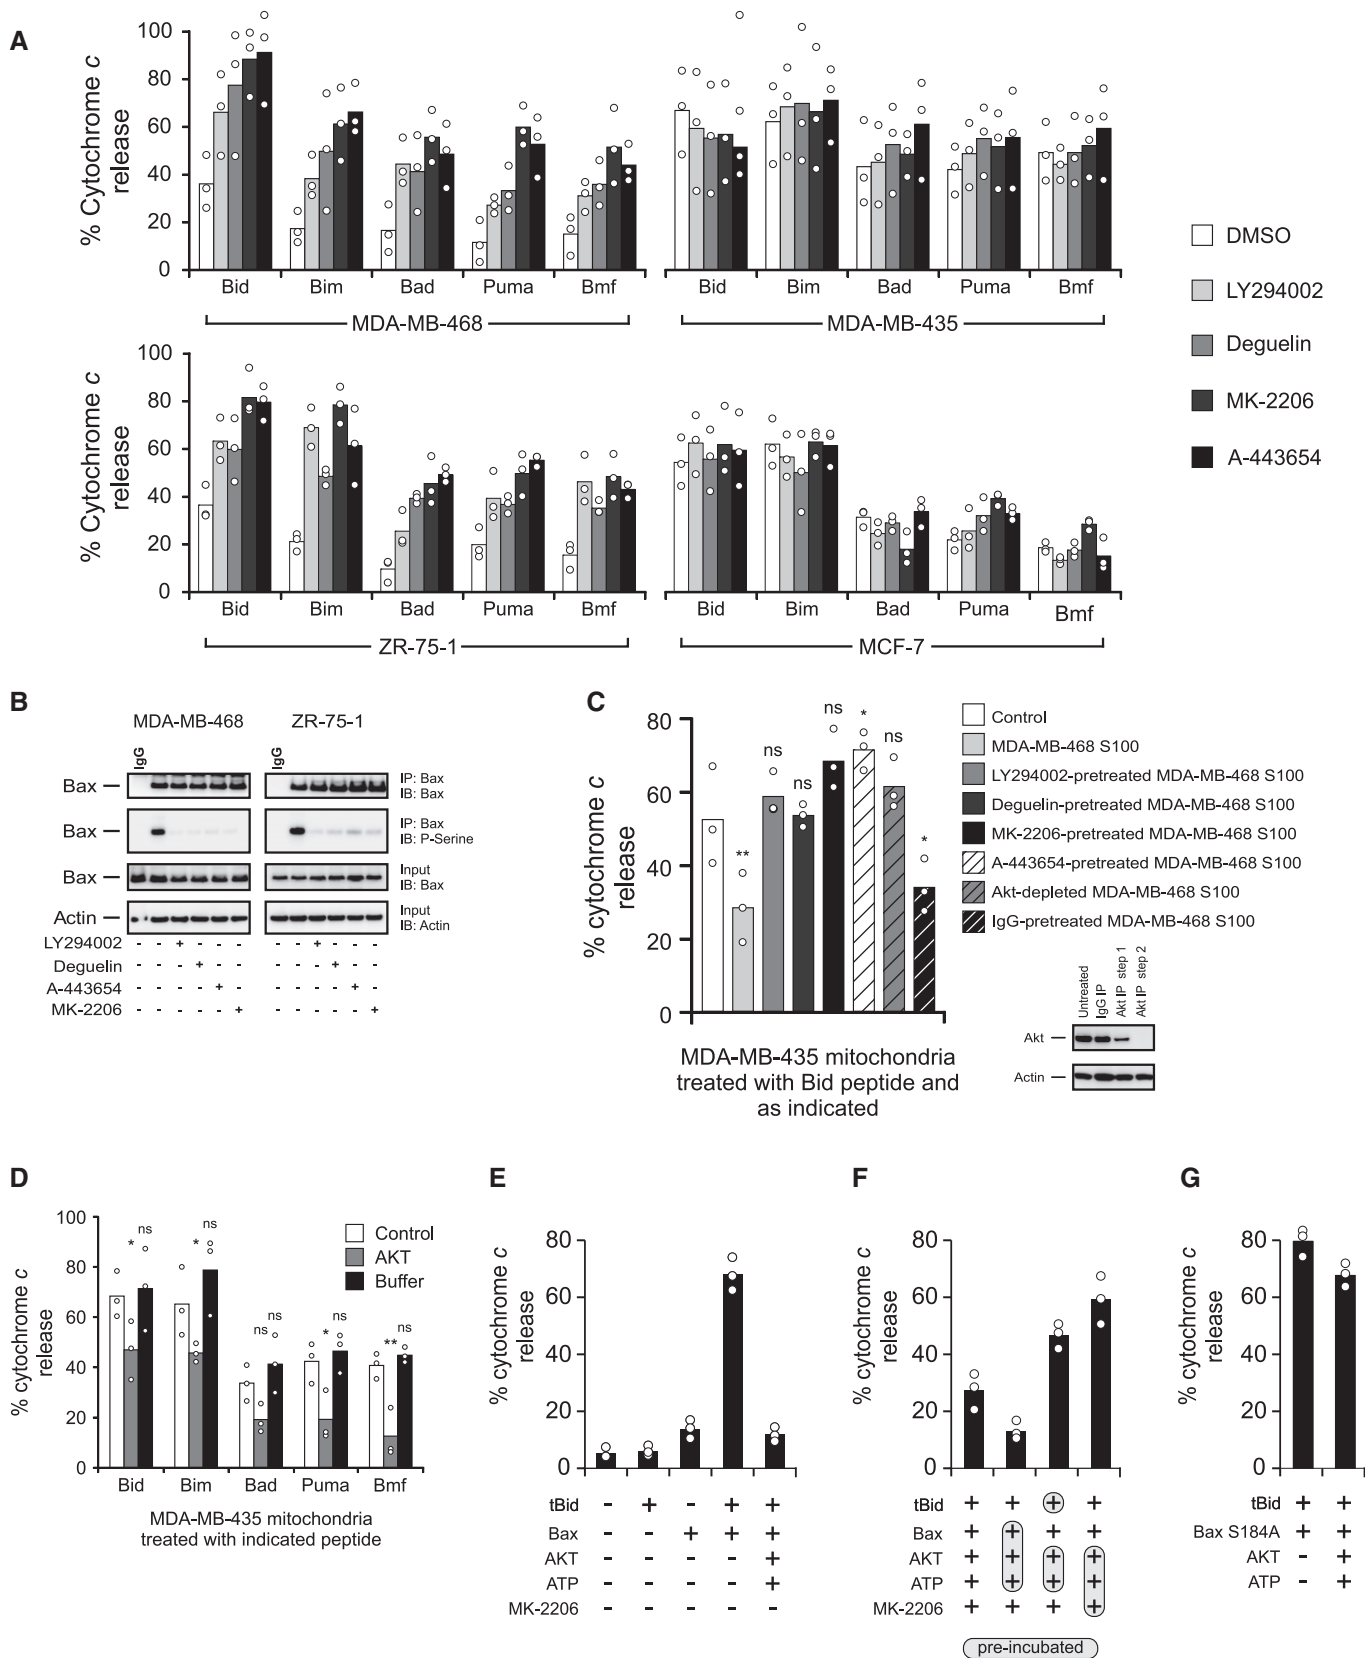 A
% Cytochrome c
release
100
80
60
40
20
0
Bid
Bim
Bad
Puma
Bmf
MDA-MB-468
Bid
Bim
Bad
Puma
Bmf
MDA-MB-435
DMSO
LY294002
Deguelin
MK-2206
A-443654
% Cytochrome c
release
100
80
60
40
20
0
Bid
Bim
Bad
Puma
Bmf
ZR-75-1
Bid
Bim
Bad
Puma
Bmf
MCF-7
B
MDA-MB-468
ZR-75-1
IgG
IgG
Bax
IP: Bax
IB: Bax
Bax
IP: Bax
IB: P-Serine
Bax
Input
IB: Bax
Actin
Input
IB: Actin
LY294002 - - + - - - - - + - - -
Deguelin - - - + - - - - - + - -
A-443654 - - - - + - - - - - + -
MK-2206 - - - - - + - - - - - +
C
% cytochrome c
release
80
60
40
20
0
**
ns
ns
ns
*
ns
*
MDA-MB-435 mitochondria
treated with Bid peptide and
as indicated
Control
MDA-MB-468 S100
LY294002-pretreated MDA-MB-468 S100
Deguelin-pretreated MDA-MB-468 S100
MK-2206-pretreated MDA-MB-468 S100
A-443654-pretreated MDA-MB-468 S100
Akt-depleted MDA-MB-468 S100
IgG-pretreated MDA-MB-468 S100
Untreated
IgG IP
Akt IP step 1
Akt IP step 2
Akt
Actin
D
% cytochrome c
release
100
80
60
40
20
0
* ns
* ns
ns ns
* ns
** ns
Control
AKT
Buffer
Bid
Bim
Bad
Puma
Bmf
MDA-MB-435 mitochondria
treated with indicated peptide
E
% cytochrome c
release
80
60
40
20
0
tBid - + - + +
Bax - - + + +
AKT - - - - +
ATP - - - - +
MK-2206 - - - - -
F
% cytochrome c
release
80
60
40
20
0
tBid + + + +
Bax + + + +
AKT + + + +
ATP + + + +
MK-2206 + + + +
pre-incubated
G
% cytochrome c
release
80
60
40
20
0
tBid + +
Bax S184A + +
AKT - +
ATP - +